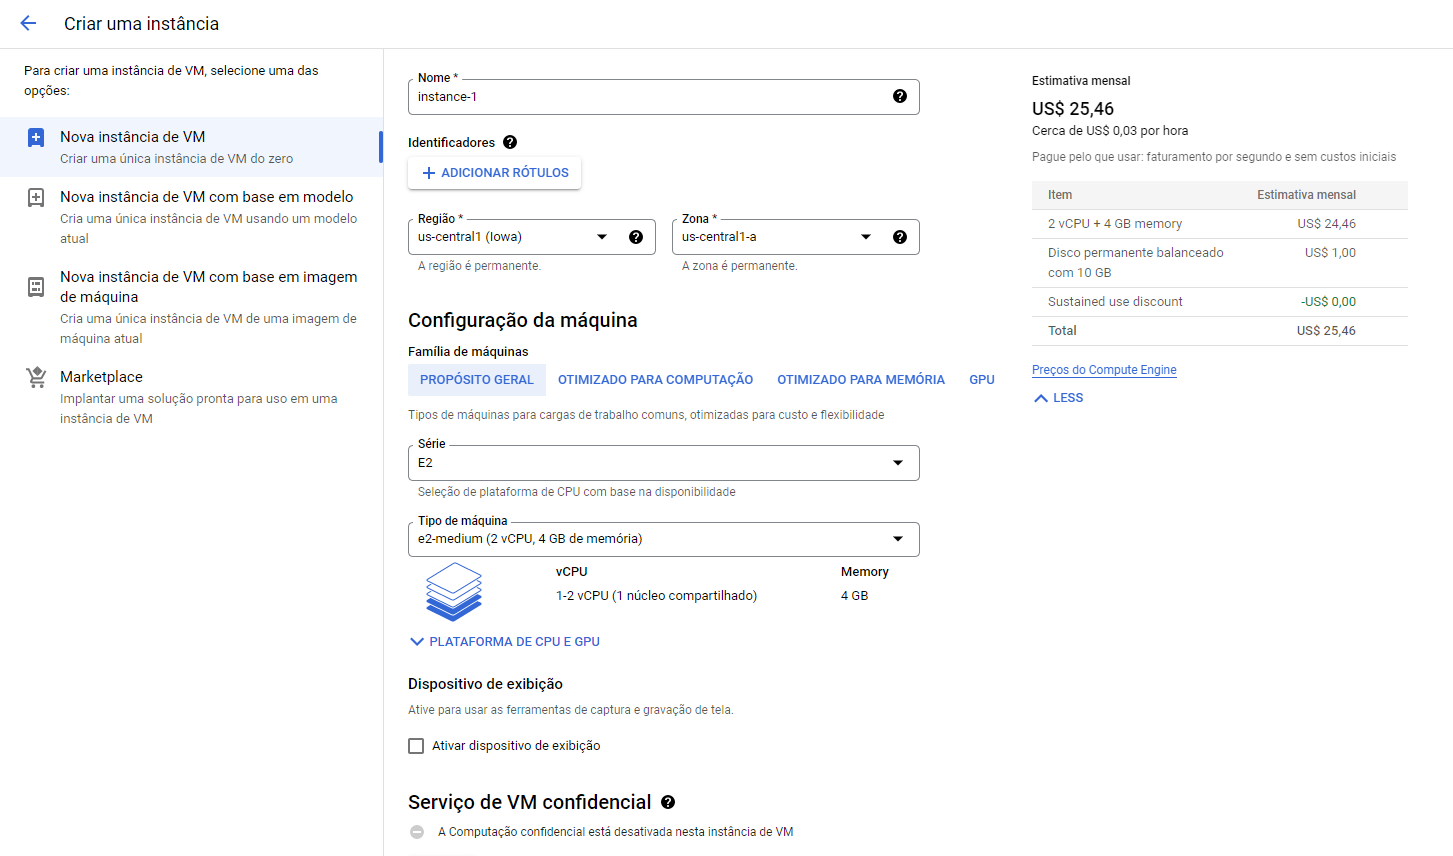 Criar uma instância
Para criar uma instância de VM, selecione uma das
opções:
Nova instância de VM
Criar uma única instância de VM do zero
Nova instância de VM com base em modelo
Cria uma única instância de VM usando um modelo
atual
Nova instância de VM com base em imagem
de máquina
Cria uma única instância de VM de uma imagem de
máquina atual
Marketplace
Implantar uma solução pronta para uso em uma
instância de VM
Nome *
instance-1
Identificadores
ADICIONAR RÓTULOS
Região *
us-central1 (Iowa)
A região é permanente.
Zona *
us-central1-a
A zona é permanente.
Configuração da máquina
Família de máquinas
PROPÓSITO GERAL
OTIMIZADO PARA COMPUTAÇÃO
OTIMIZADO PARA MEMÓRIA
GPU
Tipos de máquinas para cargas de trabalho comuns, otimizadas para custo e flexibilidade
Série
E2
Seleção de plataforma de CPU com base na disponibilidade
Tipo de máquina
e2-medium (2 vCPU, 4 GB de memória)
vCPU
1-2 vCPU (1 núcleo compartilhado)
Memory
4 GB
PLATAFORMA DE CPU E GPU
Dispositivo de exibição
Ative para usar as ferramentas de captura e gravação de tela.
Ativar dispositivo de exibição
Serviço de VM confidencial
A Computação confidencial está desativada nesta instância de VM
Estimativa mensal
US$ 25,46
Cerca de US$ 0,03 por hora
Pague pelo que usar: faturamento por segundo e sem custos iniciais
Item Estimativa mensal
2 vCPU + 4 GB memory US$ 24,46
Disco permanente balanceado US$ 1,00
com 10 GB
Sustained use discount -US$ 0,00
Total US$ 25,46
Preços do Compute Engine
LESS